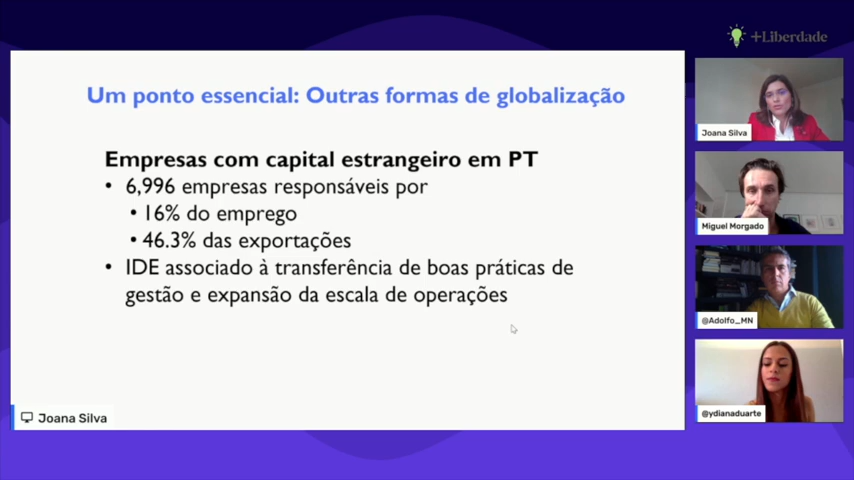 +Liberdade
Um ponto essencial: Outras formas de globalização
Empresas com capital estrangeiro em PT
• 6,996 empresas responsáveis por
• 16% do emprego
• 46.3% das exportações
• IDE associado à transferência de boas práticas de
gestão e expansão da escala de operações
Joana Silva
Joana Silva
Miguel Morgado
@Adolfo_MN
@ydianaduarte